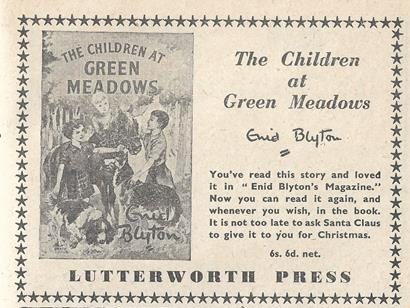 THE CHILDREN AT
GREEN
MEADOWS
Enid
Blyton
The Children
at
Green Meadows
Enid Blyton
You've read this story and loved
it in "Enid Blyton's Magazine."
Now you can read it again, and
whenever you wish, in the book.
It is not too late to ask Santa Claus
to give it to you for Christmas.
6s. 6d. net.
LUTTERWORTH PRESS